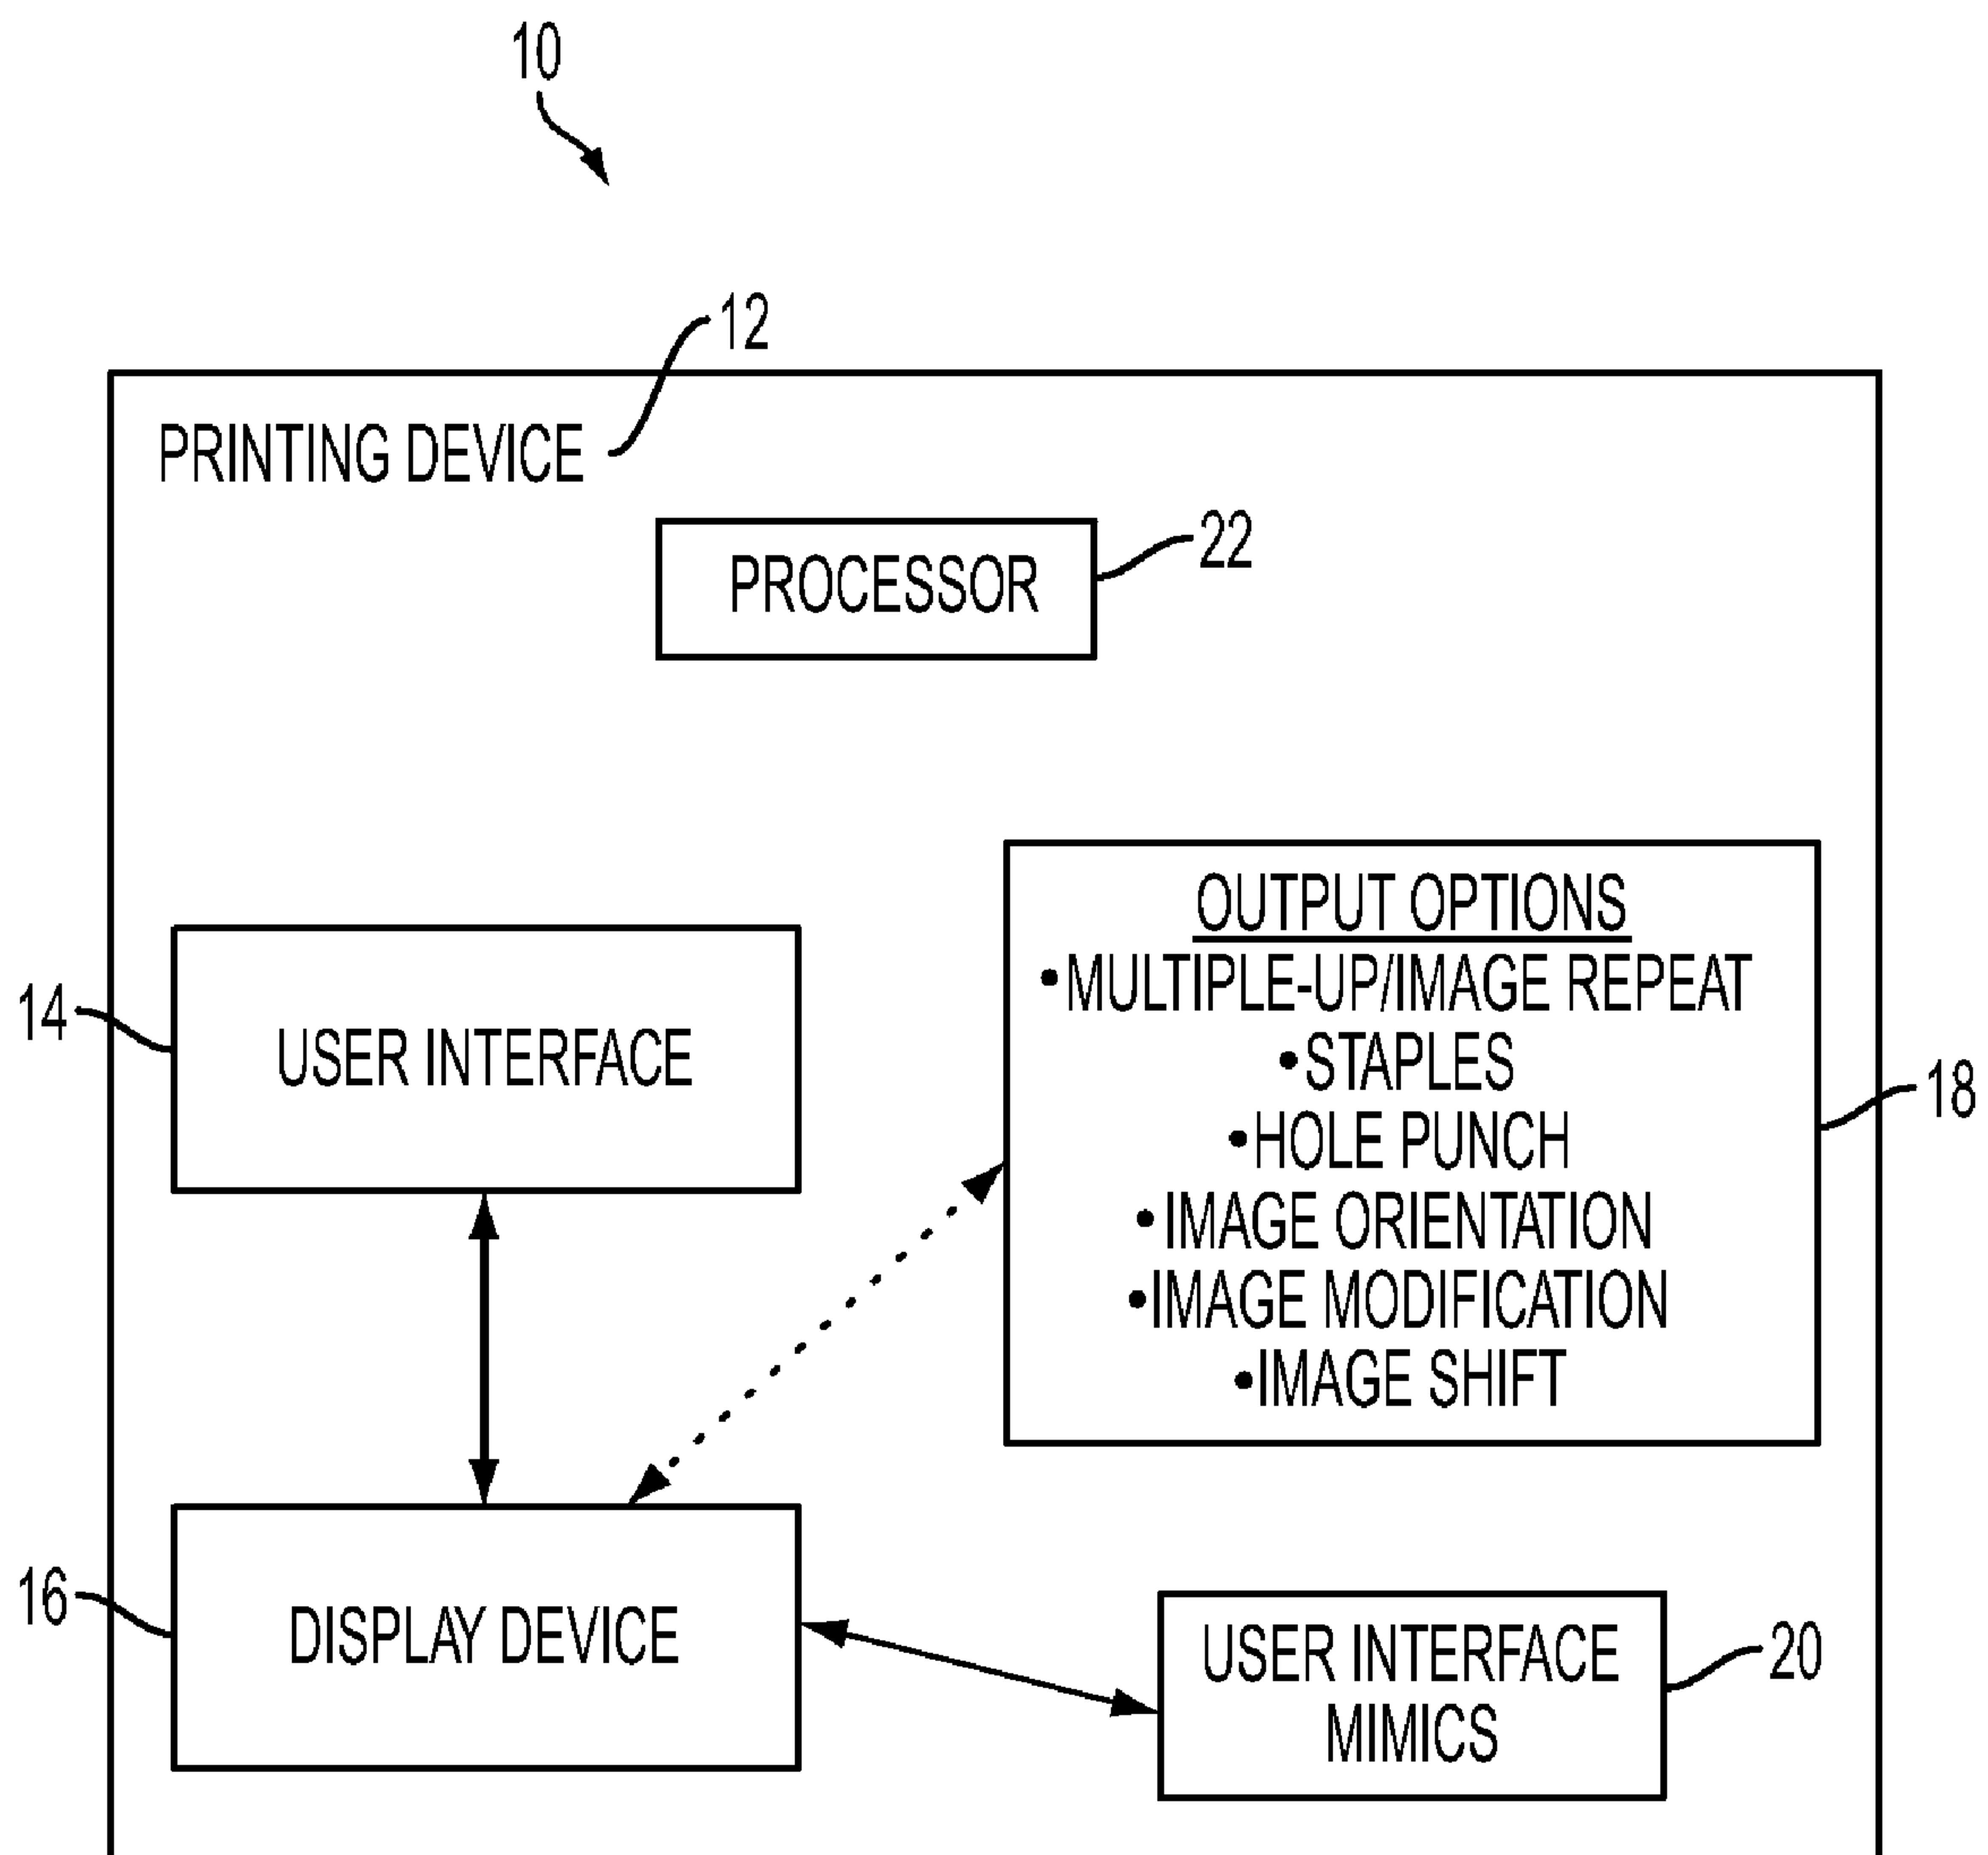 10
12
PRINTING DEVICE
22
PROCESSOR
OUTPUT OPTIONS
•MULTIPLE-UP/IMAGE REPEAT
•STAPLES
•HOLE PUNCH
•IMAGE ORIENTATION
•IMAGE MODIFICATION
•IMAGE SHIFT
18
14
USER INTERFACE
16
DISPLAY DEVICE
USER INTERFACE
MIMICS
20